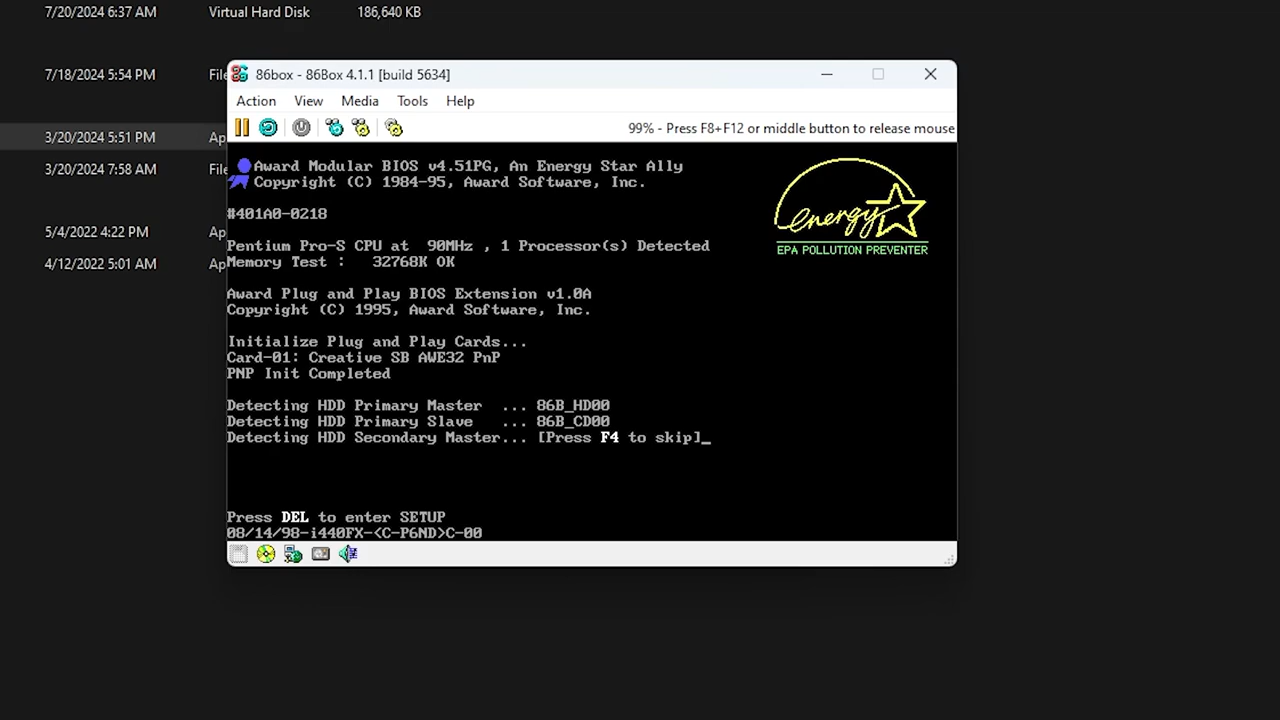 7/20/2024 6:37 AM Virtual Hard Disk 186,640 KB
7/18/2024 5:54 PM
3/20/2024 5:51 PM
3/20/2024 7:58 AM
5/4/2022 4:22 PM
4/12/2022 5:01 AM
86box - 86Box 4.1.1 [build 5634]
Action View Media Tools Help
99% - Press F8+F12 or middle button to release mouse
Award Modular BIOS v4.51PG, An Energy Star Ally
Copyright (C) 1984-95, Award Software, Inc.
energy
EPA POLLUTION PREVENTER
#401A0-0218
Pentium Pro-S CPU at 90MHz , 1 Processor(s) Detected
Memory Test : 32768K OK
Award Plug and Play BIOS Extension v1.0A
Copyright (C) 1995, Award Software, Inc.
Initialize Plug and Play Cards...
Card-01: Creative SB AWE32 PnP
PNP Init Completed
Detecting HDD Primary Master ... 86B_HD00
Detecting HDD Primary Slave ... 86B_CD00
Detecting HDD Secondary Master... [Press F4 to skip]_
Press DEL to enter SETUP
08/14/98-i440FX-<C-P6ND>C-00